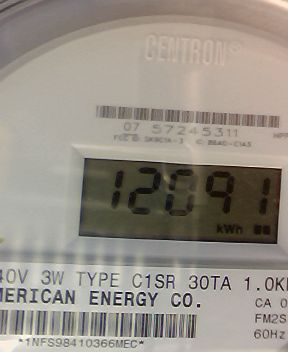 CENTRON®
07 57245311
12091
kWh
40V 3W TYPE C1SR 30TA 1.0K
MERICAN ENERGY CO.
CA 0
FM2S
60Hz
*1NFS98410366MEC*